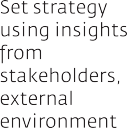 Set strategy
using insights
from
stakeholders,
external
environment